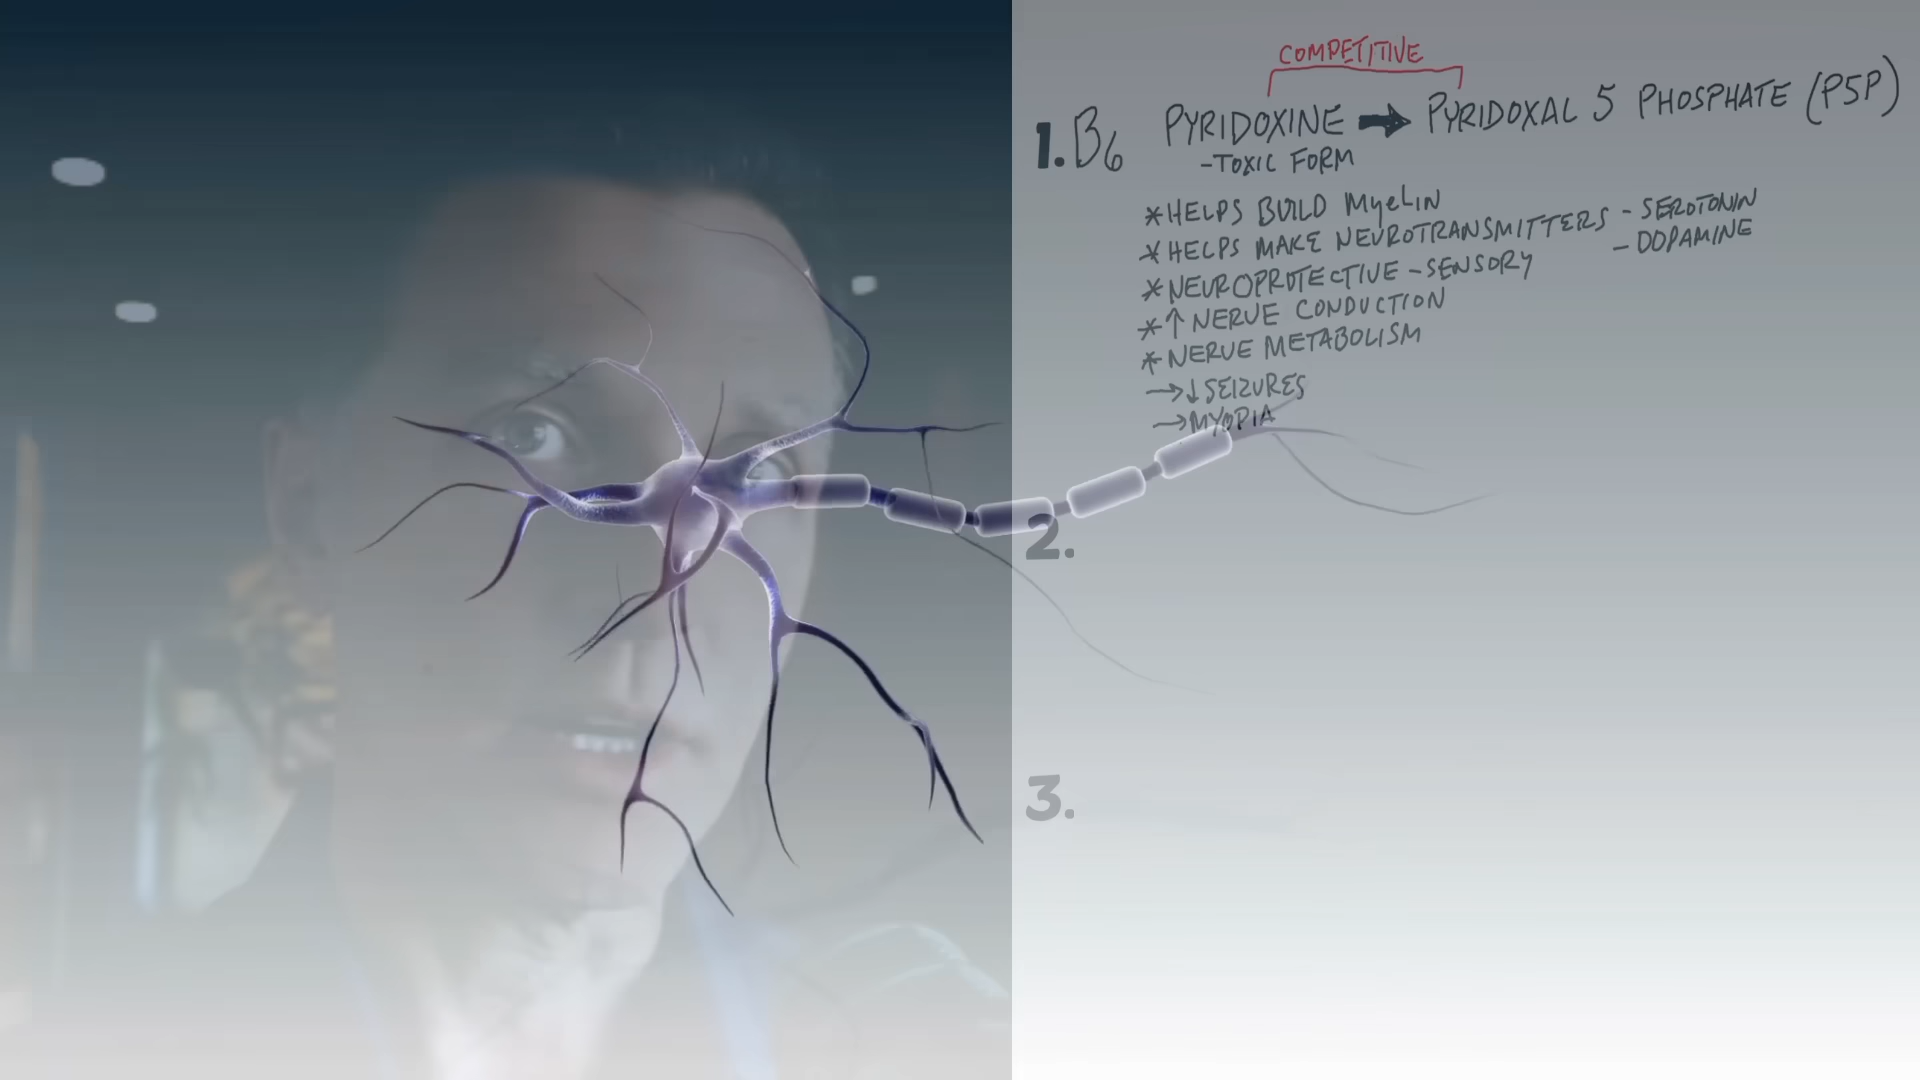 COMPETITIVE
1. B6 PYRIDOXINE → PYRIDOXAL 5 PHOSPHATE (P5P)
-TOXIC FORM
*HELPS BUILD MyeLIN
*HELPS MAKE NEUROTRANSMITTERS - SEROTONIN
- DOPAMINE
*NEUROPROTECTIVE - SENSORY
*↑ NERVE CONDUCTION
*NERVE METABOLISM
→↓SEIZURES
→MYOPIA
2.
3.